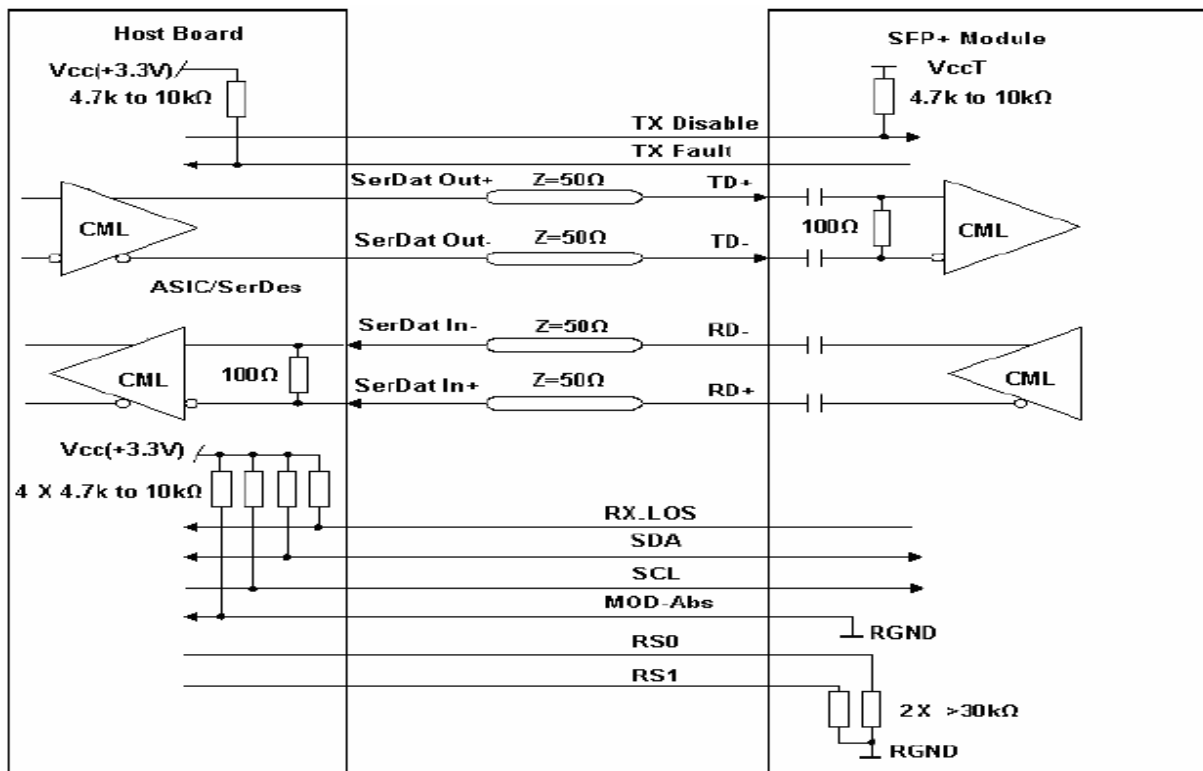 Host Board
SFP+ Module
Vcc(+3.3V)
4.7k to 10kΩ
VccT
4.7k to 10kΩ
TX Disable
TX Fault
SerDat Out+
Z=50Ω
TD+
CML
100Ω
CML
SerDat Out-
Z=50Ω
TD-
ASIC/SerDes
SerDat In-
Z=50Ω
RD-
CML
100Ω
CML
SerDat In+
Z=50Ω
RD+
Vcc(+3.3V)
4 X 4.7k to 10kΩ
RX_LOS
SDA
SCL
MOD-Abs
RGND
RS0
RS1
2X >30kΩ
RGND